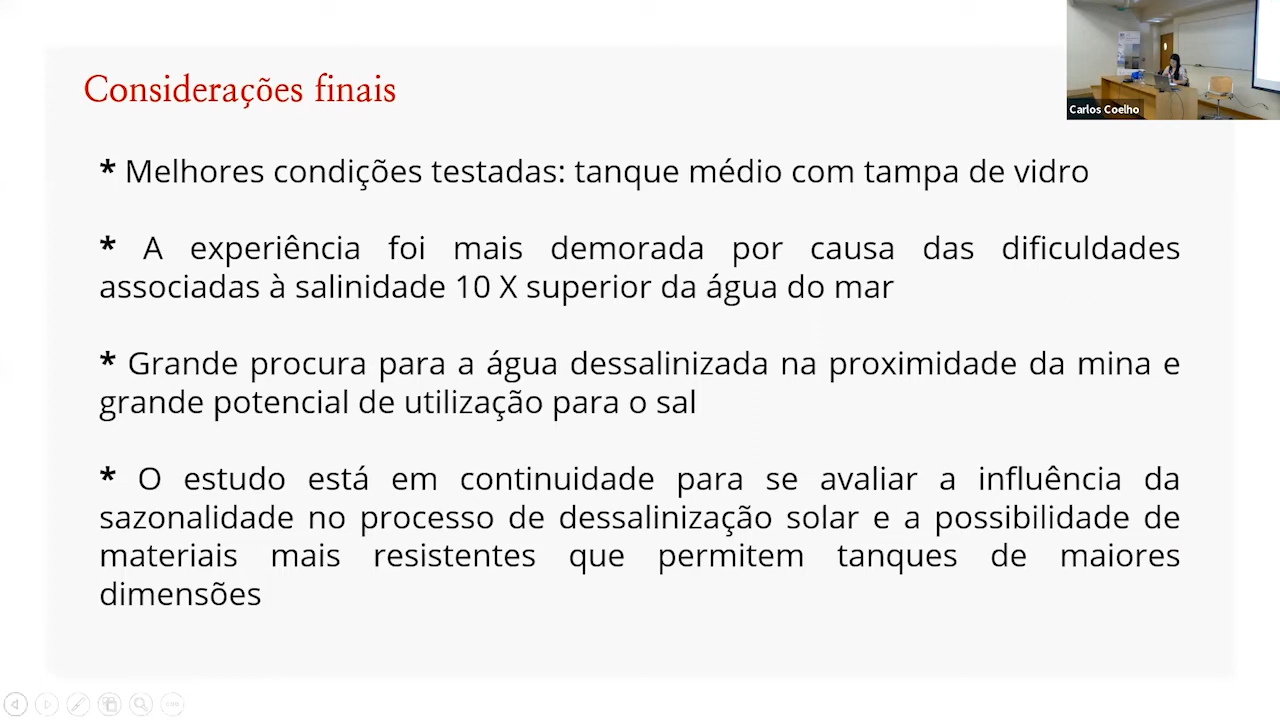 Considerações finais
Carlos Coelho
* Melhores condições testadas: tanque médio com tampa de vidro
* A experiência foi mais demorada por causa das dificuldades
associadas à salinidade 10 X superior da água do mar
* Grande procura para a água dessalinizada na proximidade da mina e
grande potencial de utilização para o sal
* O estudo está em continuidade para se avaliar a influência da
sazonalidade no processo de dessalinização solar e a possibilidade de
materiais mais resistentes que permitem tanques de maiores
dimensões